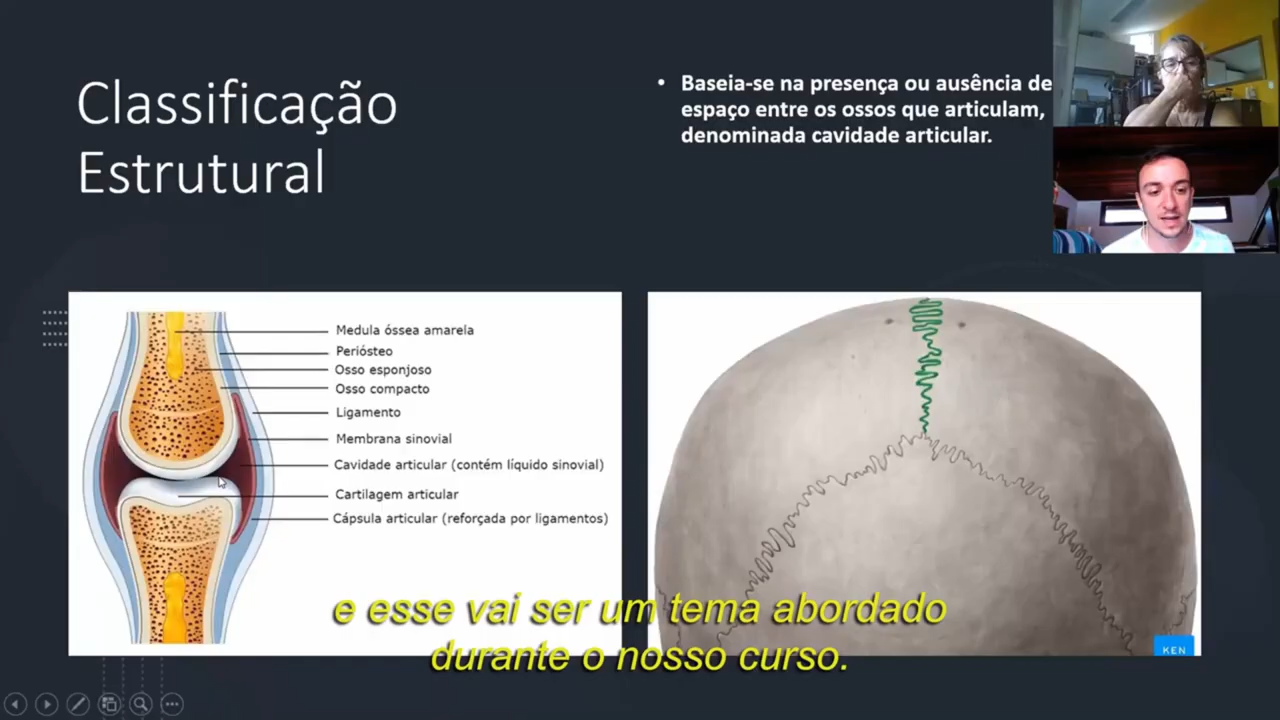 Classificação
Estrutural
• Baseia-se na presença ou ausência de
espaço entre os ossos que articulam,
denominada cavidade articular.
Medula óssea amarela
Periósteo
Osso esponjoso
Osso compacto
Ligamento
Membrana sinovial
Cavidade articular (contém líquido sinovial)
Cartilagem articular
Cápsula articular (reforçada por ligamentos)
KEN
e esse vai ser um tema abordado
durante o nosso curso.